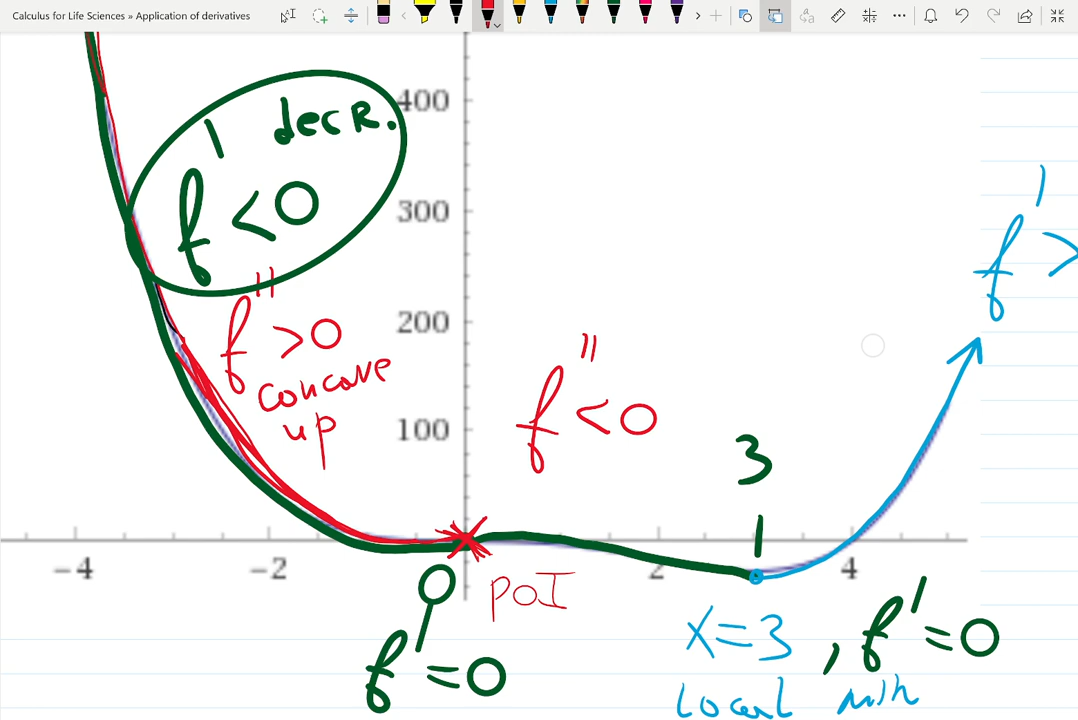 Calculus for Life Sciences » Application of derivatives
400
300
200
100
-4
-2
2
4
decr.
f' < 0
f'' > 0
concave
up
f'' < 0
f' >
3
0
POI
f' = 0
x = 3 , f' = 0
local min